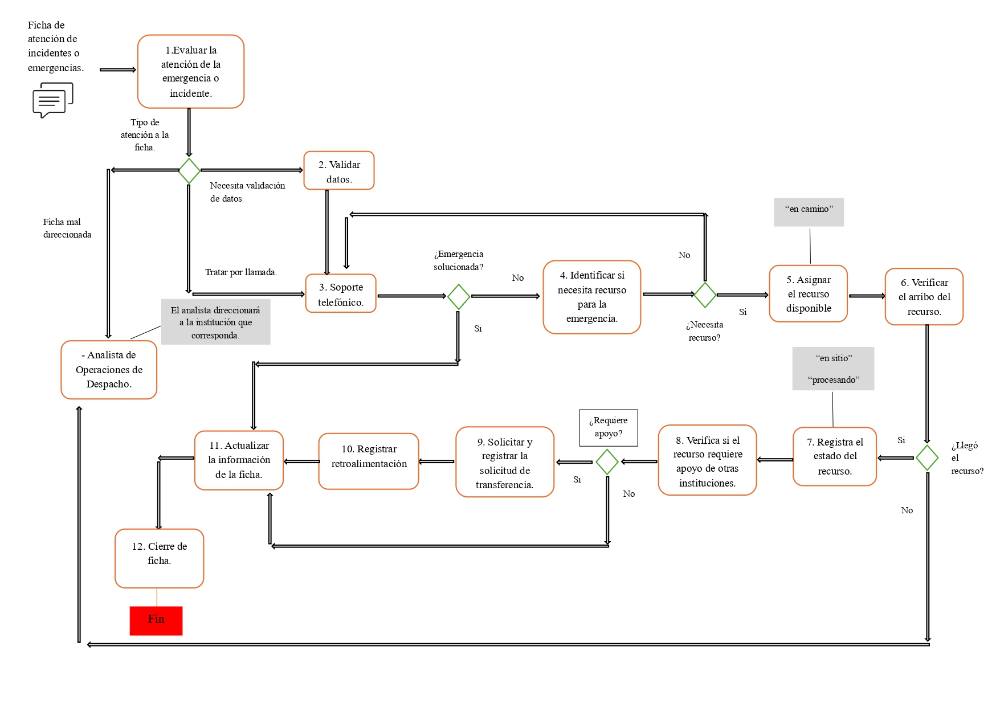 Ficha de
atención de
incidentes o
emergencias.
1.Evaluar la
atención de la
emergencia o
incidente.
Tipo de
atención a la
ficha.
2. Validar
datos.
Necesita validación
de datos
Ficha mal
direccionada
“en camino”
¿Emergencia
solucionada?
No
Tratar por llamada.
No
3. Soporte
telefónico.
4. Identificar si
necesita recurso
para la
emergencia.
5. Asignar
el recurso
disponible
6. Verificar
el arribo del
recurso.
El analista direccionará
a la institución que
corresponda.
Si
Si
¿Necesita
recurso?
- Analista de
Operaciones de
Despacho.
“en sitio”
“procesando”
¿Requiere
apoyo?
11. Actualizar
la información
de la ficha.
10. Registrar
retroalimentación
9. Solicitar y
registrar la
solicitud de
transferencia.
8. Verifica si el
recurso requiere
apoyo de otras
instituciones.
7. Registra el
estado del
recurso.
Si
¿Llegó
el
recurso?
Si
No
No
12. Cierre de
ficha.
Fin